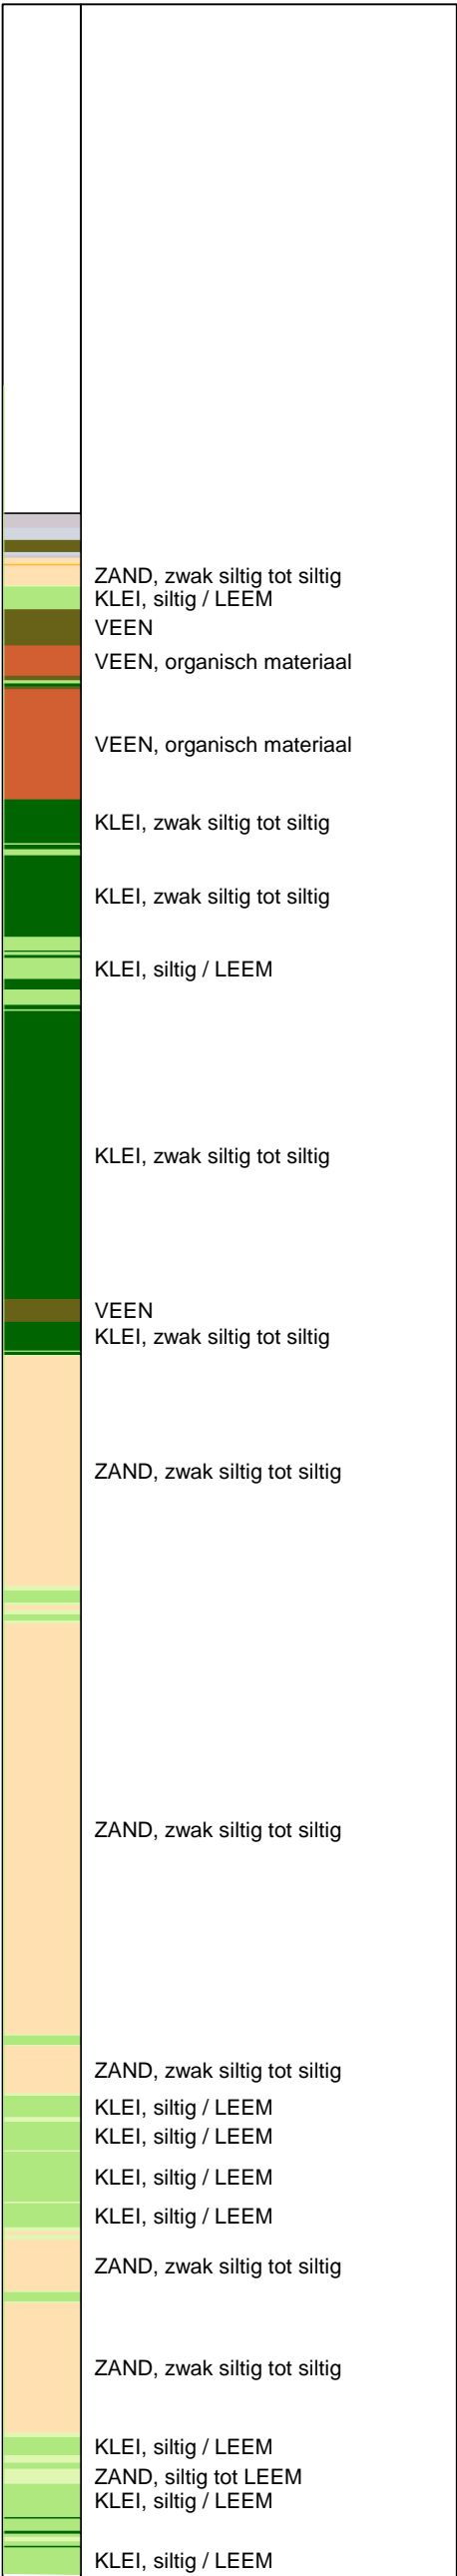 ZAND, zwak siltig tot siltig
KLEI, siltig / LEEM
VEEN
VEEN, organisch materiaal
VEEN, organisch materiaal
KLEI, zwak siltig tot siltig
KLEI, zwak siltig tot siltig
KLEI, siltig / LEEM
KLEI, zwak siltig tot siltig
VEEN
KLEI, zwak siltig tot siltig
ZAND, zwak siltig tot siltig
ZAND, zwak siltig tot siltig
ZAND, zwak siltig tot siltig
KLEI, siltig / LEEM
KLEI, siltig / LEEM
KLEI, siltig / LEEM
KLEI, siltig / LEEM
ZAND, zwak siltig tot siltig
ZAND, zwak siltig tot siltig
KLEI, siltig / LEEM
ZAND, siltig tot LEEM
KLEI, siltig / LEEM
KLEI, siltig / LEEM